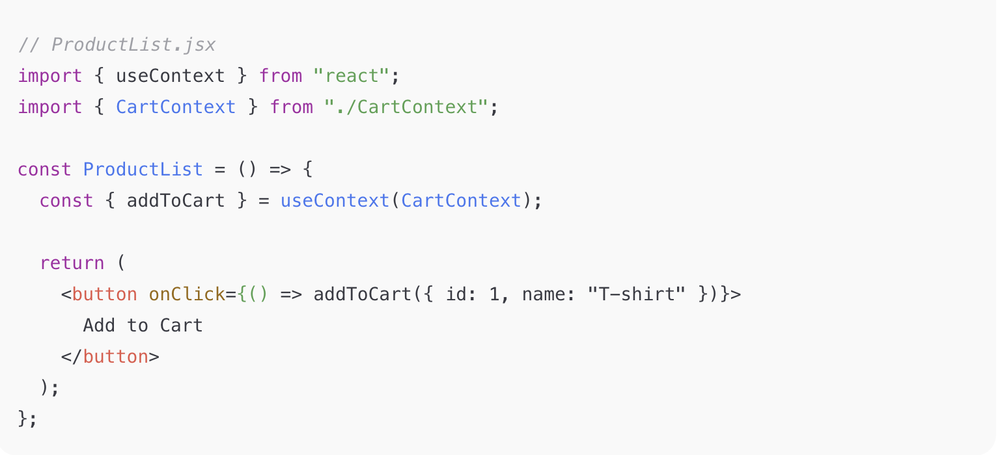 // ProductList.jsx
import { useContext } from "react";
import { CartContext } from "./CartContext";

const ProductList = () => {
  const { addToCart } = useContext(CartContext);

  return (
    <button onClick={() => addToCart({ id: 1, name: "T-shirt" })}>
      Add to Cart
    </button>
  );
};